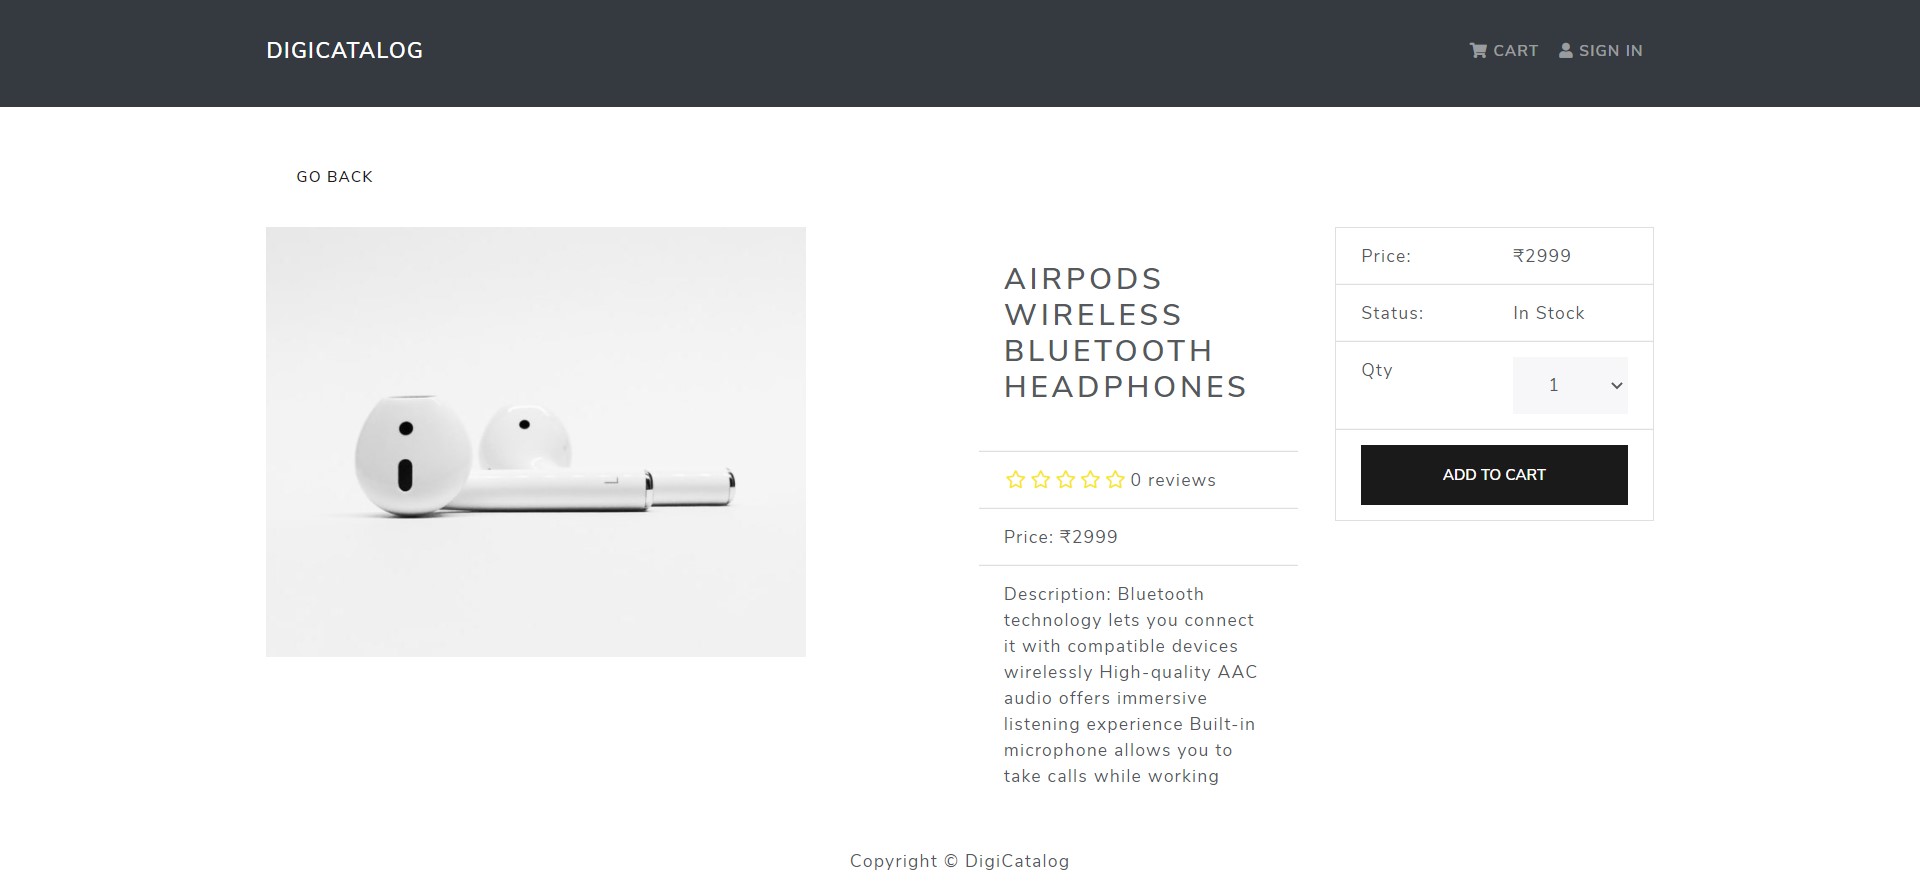 DIGICATALOG
CART
SIGN IN
GO BACK
AIRPODS
WIRELESS
BLUETOOTH
HEADPHONES
0 reviews
Price: ₹2999
Description: Bluetooth
technology lets you connect
it with compatible devices
wirelessly High-quality AAC
audio offers immersive
listening experience Built-in
microphone allows you to
take calls while working
Price: ₹2999
Status: In Stock
Qty 1
ADD TO CART
Copyright © DigiCatalog